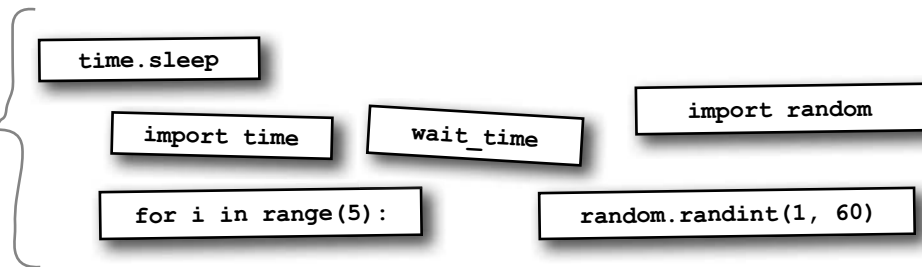 time.sleep
import time
wait_time
import random
for i in range(5):
random.randint(1, 60)